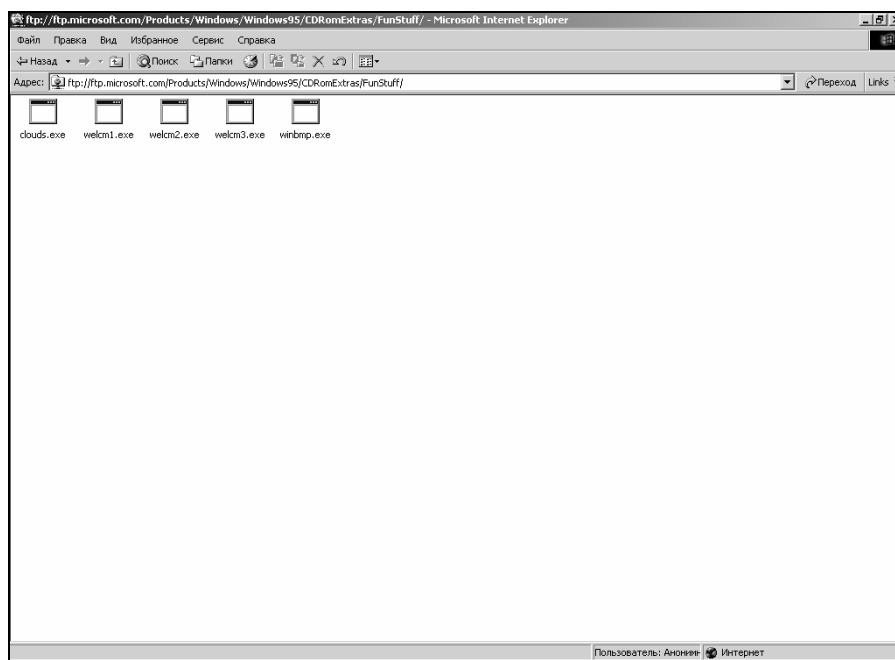 ftp://ftp.microsoft.com/Products/Windows/Windows95/CDRomExtras/FunStuff/ - Microsoft Internet Explorer
Файл Правка Вид Избранное Сервис Справка
Назад Поиск Папки
Адрес: ftp://ftp.microsoft.com/Products/Windows/Windows95/CDRomExtras/FunStuff/ Переход Links
clouds.exe welcm1.exe welcm2.exe welcm3.exe winbmp.exe
Пользователь: Аноним Интернет